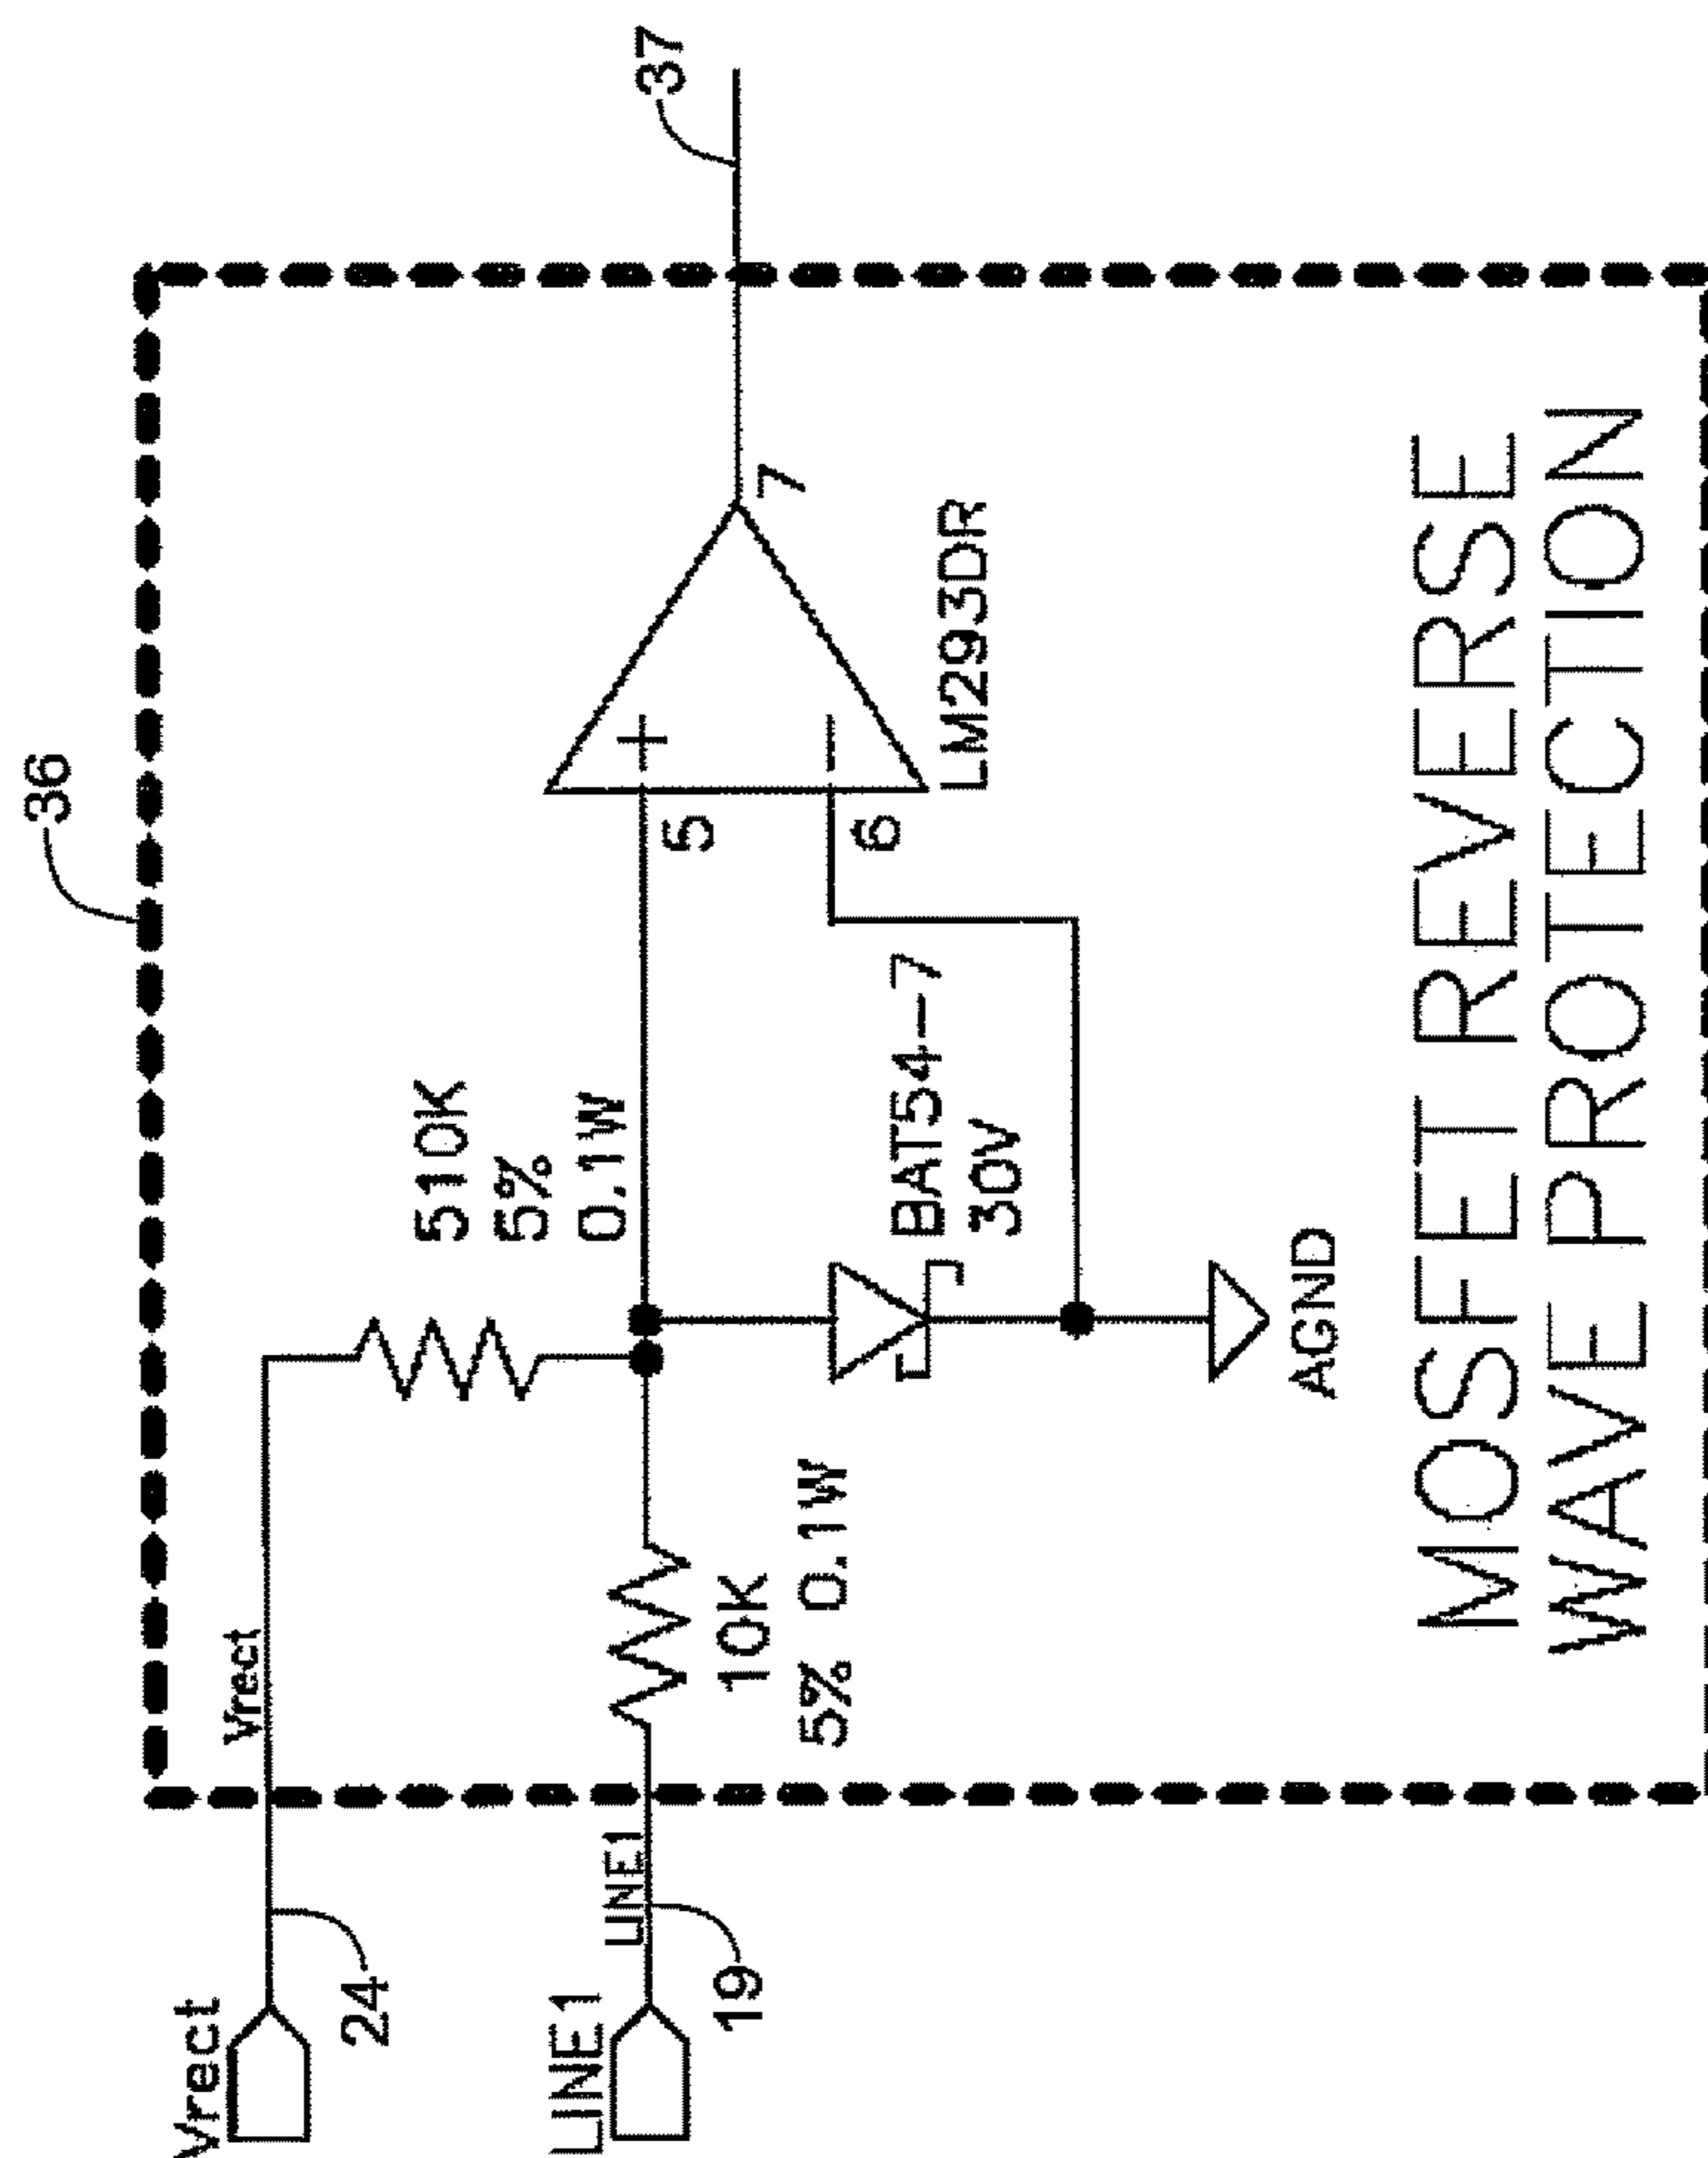 36
37
Vrect
Vrect
24
510K
5%
0.1W
LINE1
LINE1
19
10K
5% 0.1W
+
5
−
6
7
LM293DR
BAT54-7
30V
AGND
MOSFET REVERSE
WAVE PROTECTION